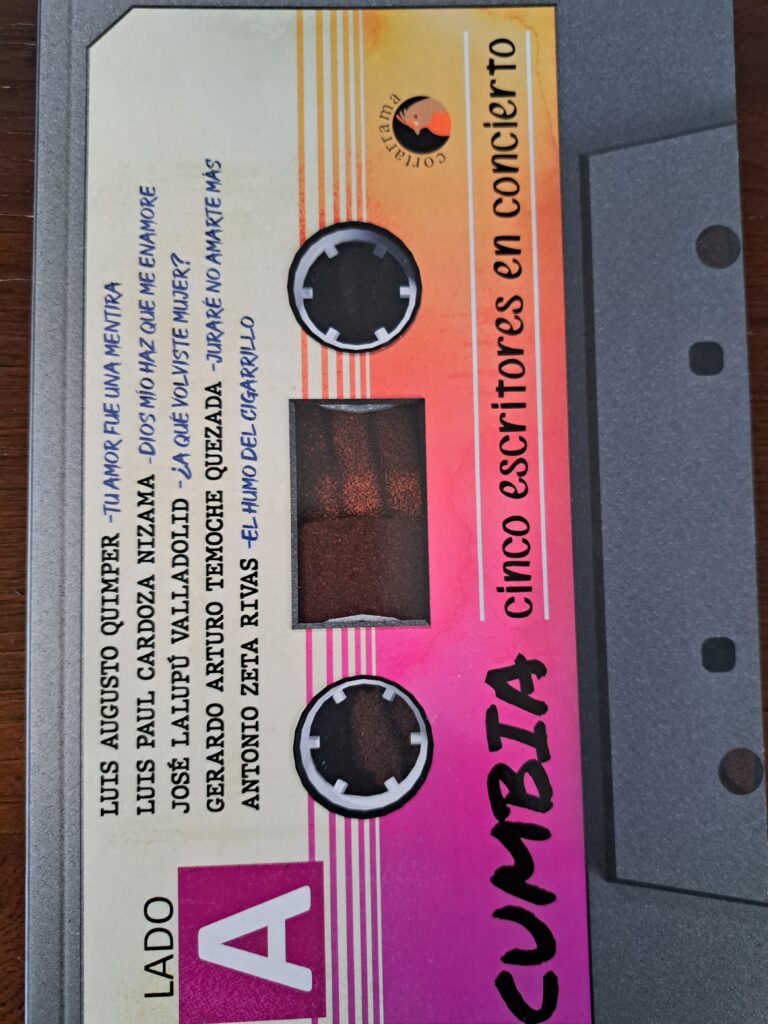 LADO
A
LUIS AUGUSTO QUIMPER -TU AMOR FUE UNA MENTIRA
LUIS PAUL CARDOZA NIZAMA -DIOS MÍO HAZ QUE ME ENAMORE
JOSÉ LALUPÚ VALLADOLID -¿A QUÉ VOLVISTE MUJER?
GERARDO ARTURO TEMOCHE QUEZADA -JURARÉ NO AMARTE MÁS
ANTONIO ZETA RIVAS -EL HUMO DEL CIGARRILLO
cortarrama
CUMBIA cinco escritores en concierto